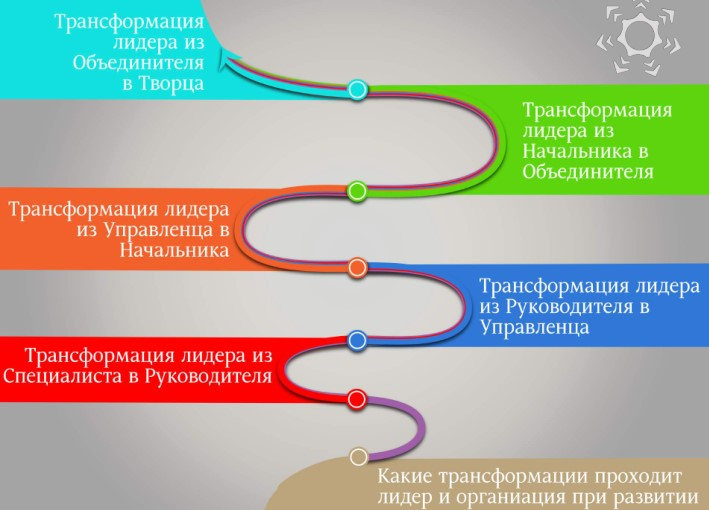 Трансформация
лидера из
Объединителя
в Творца
Трансформация
лидера из
Начальника в
Объединителя
Трансформация лидера
из Управленца в
Начальника
Трансформация лидера
из Руководителя в
Управленца
Трансформация лидера из
Специалиста в Руководителя
Какие трансформации проходит
лидер и органиация при развитии